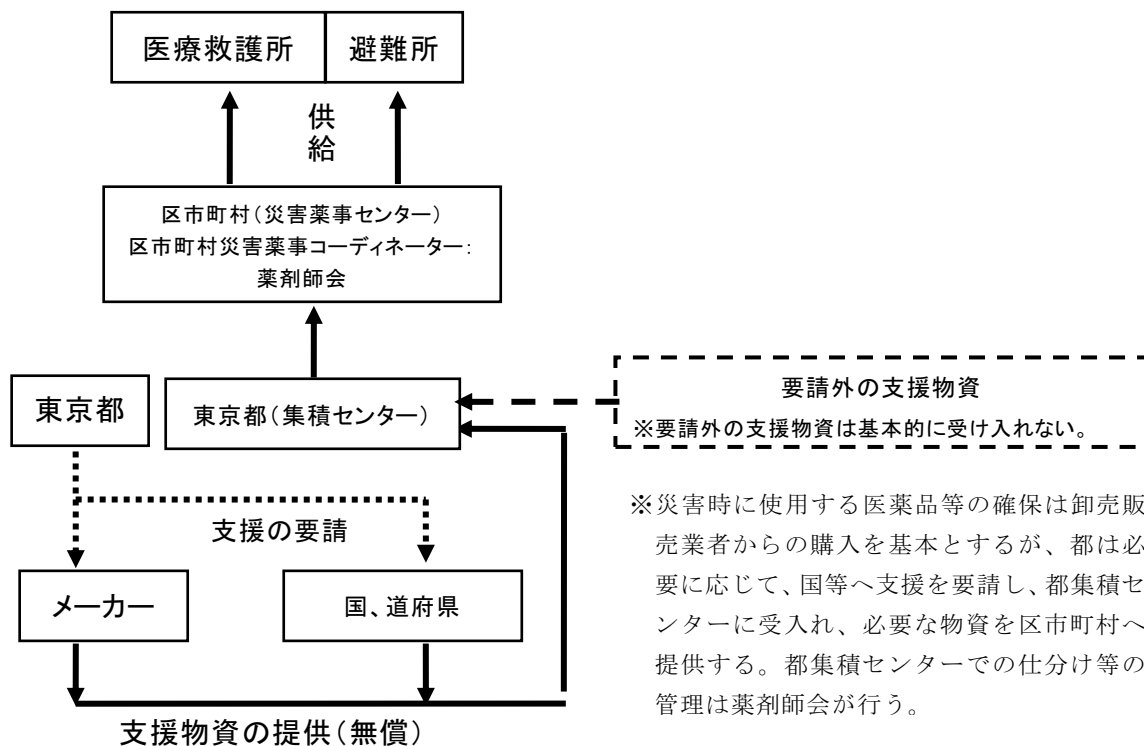 医療救護所
避難所
供給
区市町村(災害薬事センター)
区市町村災害薬事コーディネーター:
薬剤師会
東京都
東京都(集積センター)
要請外の支援物資
※要請外の支援物資は基本的に受け入れない。
支援の要請
メーカー
国、道府県
支援物資の提供(無償)
※災害時に使用する医薬品等の確保は卸売販
売業者からの購入を基本とするが、都は必
要に応じて、国等へ支援を要請し、都集積セ
ンターに受入れ、必要な物資を区市町村へ
提供する。都集積センターでの仕分け等の
管理は薬剤師会が行う。